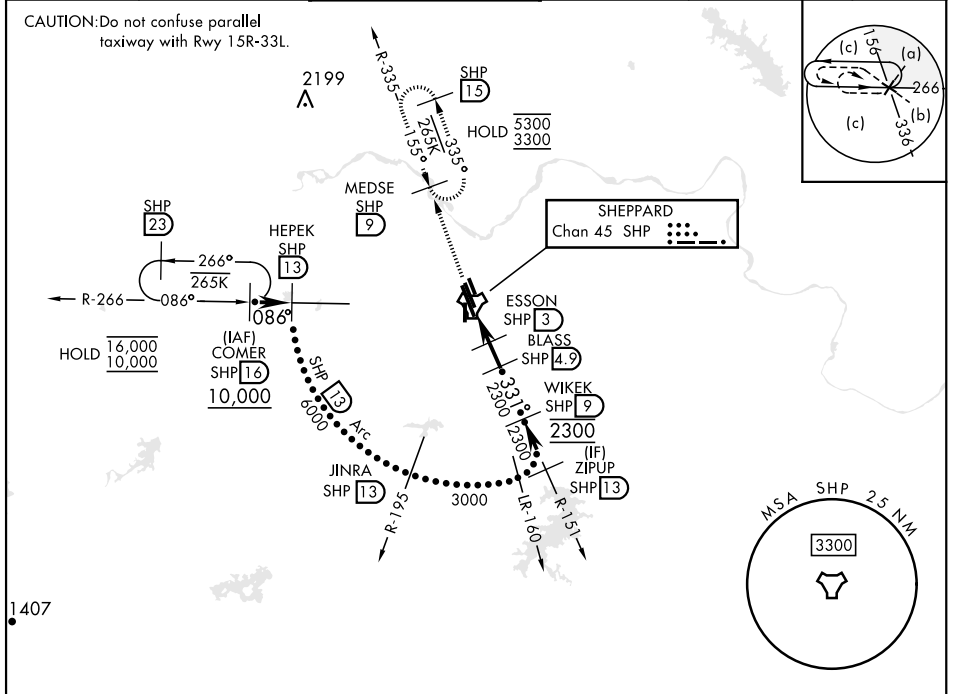 CAUTION:Do not confuse parallel
taxiway with Rwy 15R-33L.
2199
R-335
SHP
15
265K
155°
335°
HOLD 5300
3300
MEDSE
SHP
9
156
(c)
(a)
266
(b)
(c)
336
SHEPPARD
Chan 45 SHP
SHP
23
266°
265K
HEPEK
SHP
13
R-266
086°
086°
HOLD 16,000
10,000
(IAF)
COMER
SHP 16
10,000
ESSON
SHP 3
BLASS
SHP 4.9
331°
2300
WIKEK
SHP 9
2300
2300
(IF)
ZIPUP
SHP 13
SHP 13 Arc
6000
JINRA
SHP 13
3000
R-195
LR-160
R-151
MSA SHP 25 NM
3300
1407